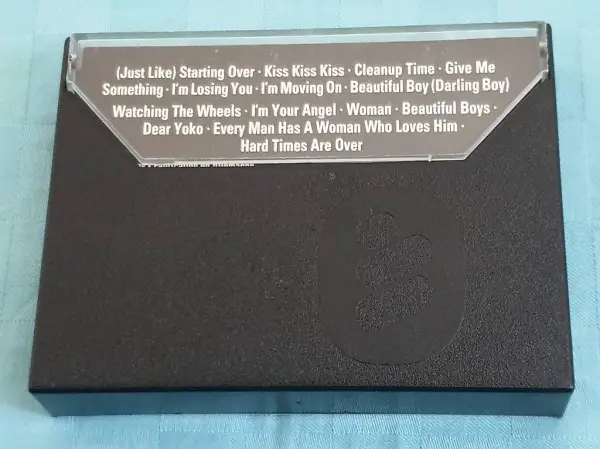 (Just Like) Starting Over · Kiss Kiss Kiss · Cleanup Time · Give Me
Something · I'm Losing You · I'm Moving On · Beautiful Boy (Darling Boy)
Watching The Wheels · I'm Your Angel · Woman · Beautiful Boys ·
Dear Yoko · Every Man Has A Woman Who Loves Him ·
Hard Times Are Over